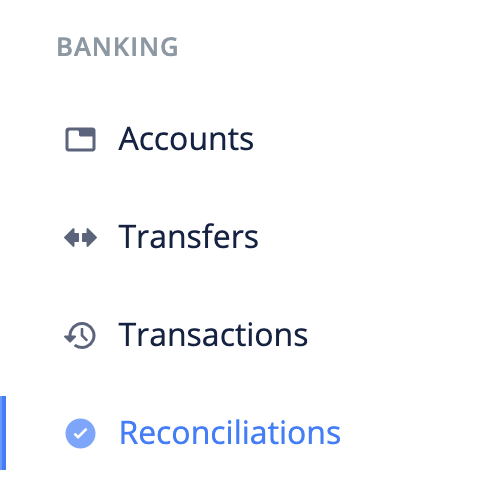 BANKING
Accounts
Transfers
Transactions
Reconciliations